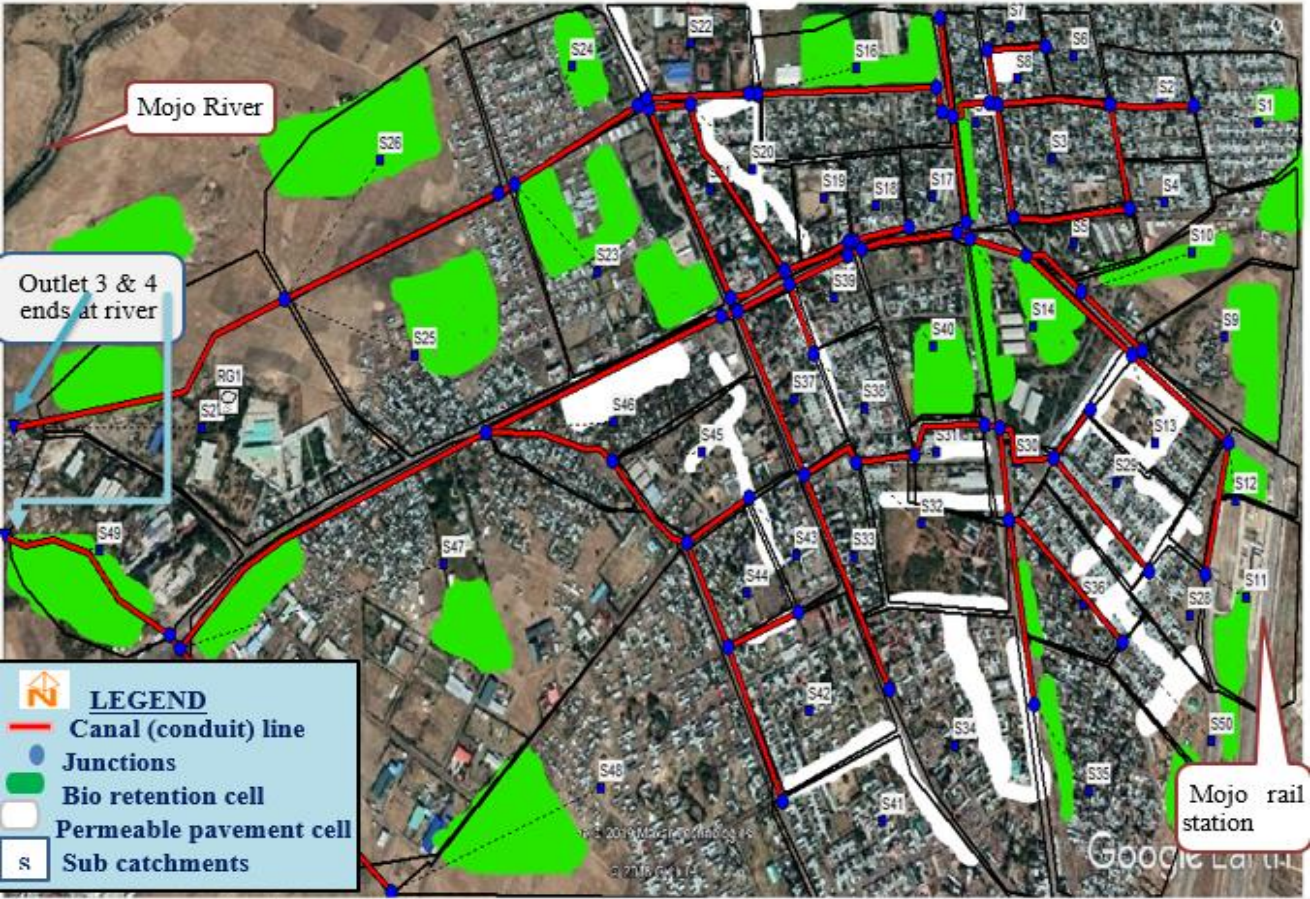 S7
S22
S6
S24
S16
S8
S2
S1
Mojo River
S26
S3
S20
S19
S18
S17
S4
S5
S10
S23
Outlet 3 & 4
ends at river
S39
S14
S9
S40
S25
RG1
S37
S38
S46
S13
S45
S30
S29
S12
S32
S49
S47
S43
S33
S44
S36
S11
S28
S42
S34
S50
S48
S35
S41
Mojo rail
station
LEGEND
Canal (conduit) line
Junctions
Bio retention cell
Permeable pavement cell
S Sub catchments
Google Earth